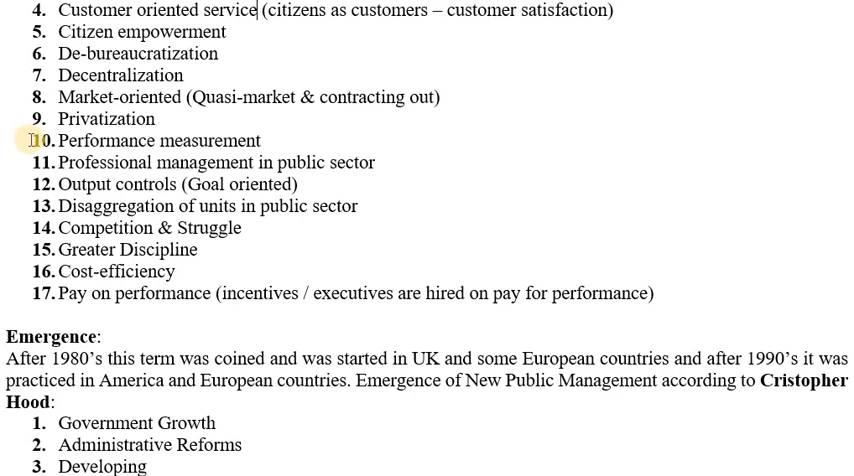 4. Customer oriented service (citizens as customers – customer satisfaction)
5. Citizen empowerment
6. De-bureaucratization
7. Decentralization
8. Market-oriented (Quasi-market & contracting out)
9. Privatization
10. Performance measurement
11. Professional management in public sector
12. Output controls (Goal oriented)
13. Disaggregation of units in public sector
14. Competition & Struggle
15. Greater Discipline
16. Cost-efficiency
17. Pay on performance (incentives / executives are hired on pay for performance)
Emergence:
After 1980’s this term was coined and was started in UK and some European countries and after 1990’s it was
practiced in America and European countries. Emergence of New Public Management according to Cristopher
Hood:
1. Government Growth
2. Administrative Reforms
3. Developing